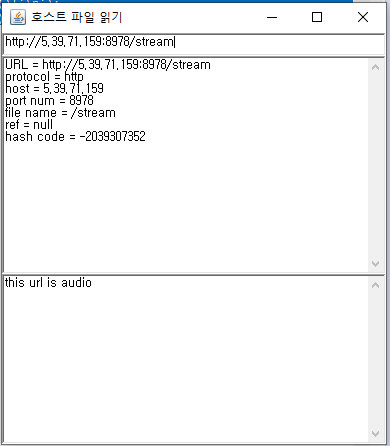 호스트 파일 읽기
http://5,39,71,159:8978/stream
URL = http://5,39,71,159:8978/stream
protocol = http
host = 5,39,71,159
port num = 8978
file name = /stream
ref = null
hash code = -2039307352
this url is audio